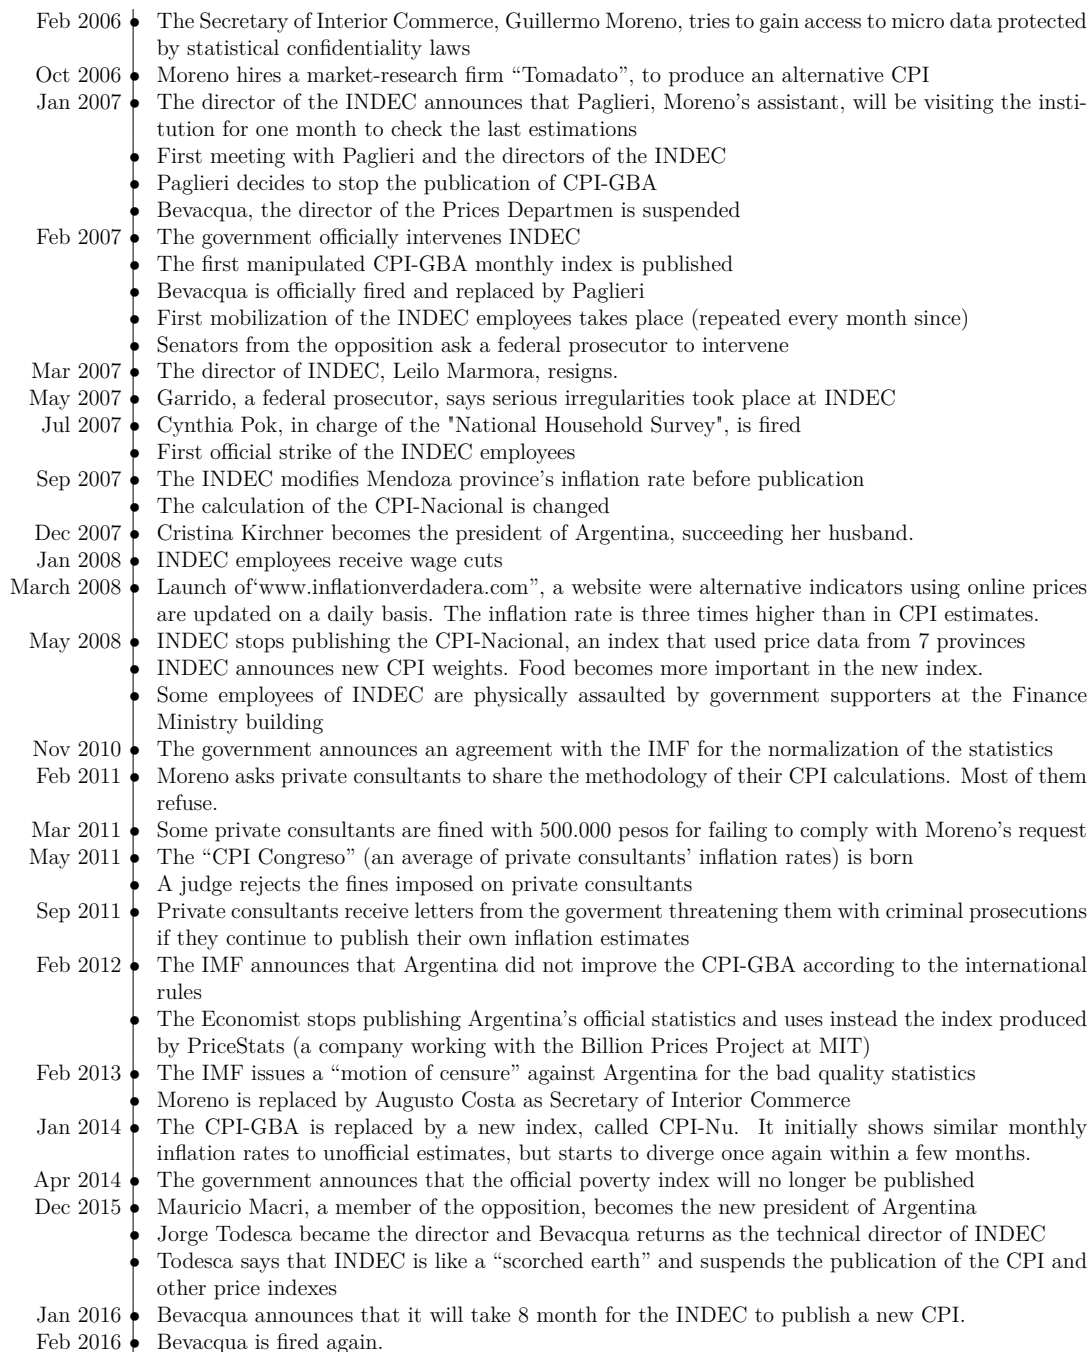 Feb 2006 • The Secretary of Interior Commerce, Guillermo Moreno, tries to gain access to micro data protected
by statistical confidentiality laws
Oct 2006 • Moreno hires a market-research firm “Tomadato”, to produce an alternative CPI
Jan 2007 • The director of the INDEC announces that Paglieri, Moreno’s assistant, will be visiting the insti-
tution for one month to check the last estimations
• First meeting with Paglieri and the directors of the INDEC
• Paglieri decides to stop the publication of CPI-GBA
• Bevacqua, the director of the Prices Departmen is suspended
Feb 2007 • The government officially intervenes INDEC
• The first manipulated CPI-GBA monthly index is published
• Bevacqua is officially fired and replaced by Paglieri
• First mobilization of the INDEC employees takes place (repeated every month since)
• Senators from the opposition ask a federal prosecutor to intervene
Mar 2007 • The director of INDEC, Leilo Marmora, resigns.
May 2007 • Garrido, a federal prosecutor, says serious irregularities took place at INDEC
Jul 2007 • Cynthia Pok, in charge of the "National Household Survey", is fired
• First official strike of the INDEC employees
Sep 2007 • The INDEC modifies Mendoza province’s inflation rate before publication
• The calculation of the CPI-Nacional is changed
Dec 2007 • Cristina Kirchner becomes the president of Argentina, succeeding her husband.
Jan 2008 • INDEC employees receive wage cuts
March 2008 • Launch of‘www.inflationverdadera.com”, a website were alternative indicators using online prices
are updated on a daily basis. The inflation rate is three times higher than in CPI estimates.
May 2008 • INDEC stops publishing the CPI-Nacional, an index that used price data from 7 provinces
• INDEC announces new CPI weights. Food becomes more important in the new index.
• Some employees of INDEC are physically assaulted by government supporters at the Finance
Ministry building
Nov 2010 • The government announces an agreement with the IMF for the normalization of the statistics
Feb 2011 • Moreno asks private consultants to share the methodology of their CPI calculations. Most of them
refuse.
Mar 2011 • Some private consultants are fined with 500.000 pesos for failing to comply with Moreno’s request
May 2011 • The “CPI Congreso” (an average of private consultants’ inflation rates) is born
• A judge rejects the fines imposed on private consultants
Sep 2011 • Private consultants receive letters from the goverment threatening them with criminal prosecutions
if they continue to publish their own inflation estimates
Feb 2012 • The IMF announces that Argentina did not improve the CPI-GBA according to the international
rules
• The Economist stops publishing Argentina’s official statistics and uses instead the index produced
by PriceStats (a company working with the Billion Prices Project at MIT)
Feb 2013 • The IMF issues a “motion of censure” against Argentina for the bad quality statistics
• Moreno is replaced by Augusto Costa as Secretary of Interior Commerce
Jan 2014 • The CPI-GBA is replaced by a new index, called CPI-Nu. It initially shows similar monthly
inflation rates to unofficial estimates, but starts to diverge once again within a few months.
Apr 2014 • The government announces that the official poverty index will no longer be published
Dec 2015 • Mauricio Macri, a member of the opposition, becomes the new president of Argentina
• Jorge Todesca became the director and Bevacqua returns as the technical director of INDEC
• Todesca says that INDEC is like a “scorched earth” and suspends the publication of the CPI and
other price indexes
Jan 2016 • Bevacqua announces that it will take 8 month for the INDEC to publish a new CPI.
Feb 2016 • Bevacqua is fired again.